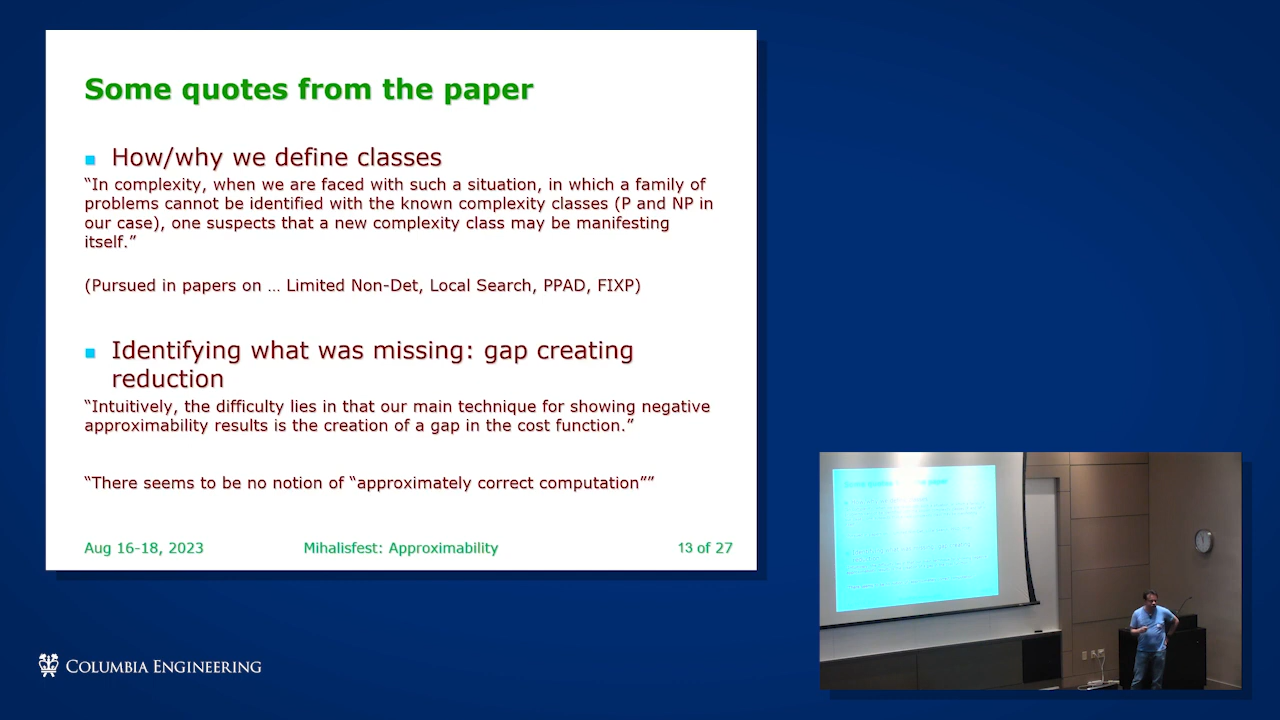 Some quotes from the paper
How/why we define classes
“In complexity, when we are faced with such a situation, in which a family of
problems cannot be identified with the known complexity classes (P and NP in
our case), one suspects that a new complexity class may be manifesting
itself.”
(Pursued in papers on … Limited Non-Det, Local Search, PPAD, FIXP)
Identifying what was missing: gap creating
reduction
“Intuitively, the difficulty lies in that our main technique for showing negative
approximability results is the creation of a gap in the cost function.”
“There seems to be no notion of “approximately correct computation””
Aug 16-18, 2023 Mihalisfest: Approximability 13 of 27
COLUMBIA ENGINEERING